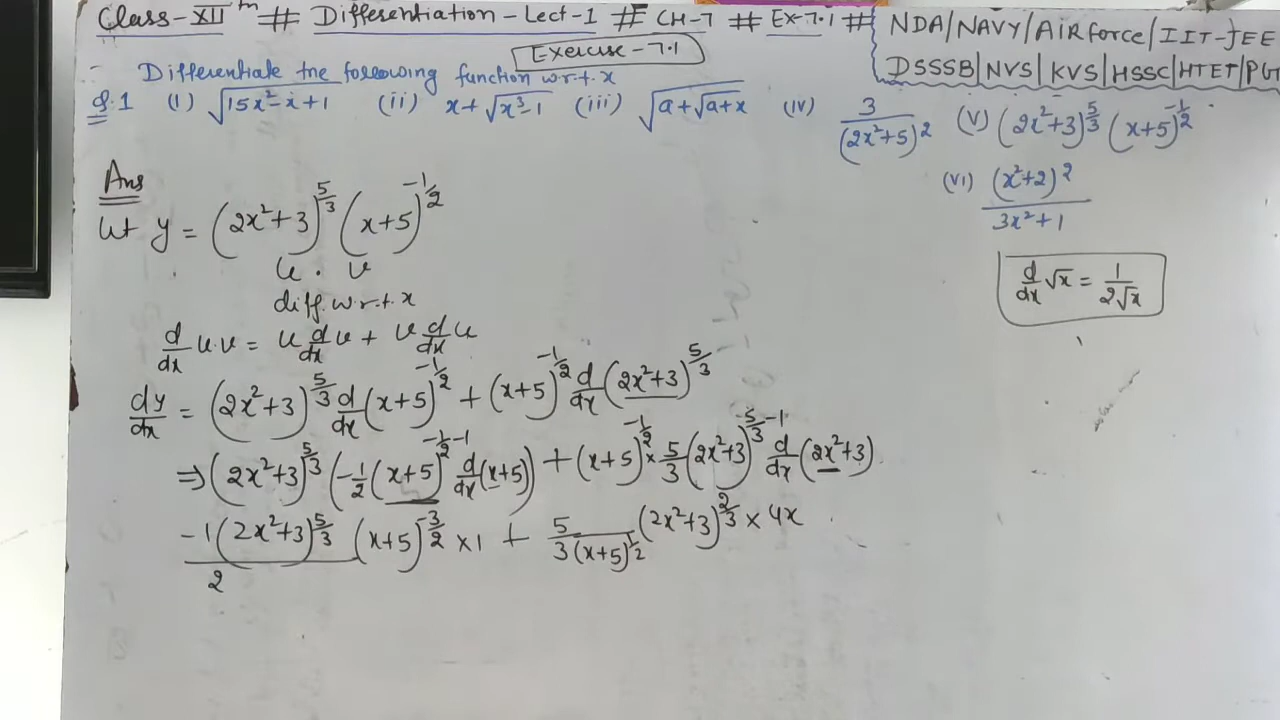 Class-XIIth # Differentiation-Lect-1 # CH-7 # Ex-7.1 #
NDA/NAVY/AiRforce/IIT-JEE
DSSSB|NVS|KVS|HSSC|HTET|PGT
Exercise-7.1
Differentiate the following function w.r.t. x
Q.1 (i) √(15x²-x+1) (ii) x+√(x³-1) (iii) √(a+√(a+x)) (iv) 3/(2x²+5)² (v) (2x²+3)^(5/3) (x+5)^(-1/2)
(vi) (x²+2)²/(3x²+1)
Ans
Let y = (2x²+3)^(5/3) (x+5)^(-1/2)
u . v
diff. w.r.t. x
d/dx u.v = u d/dx v + v d/dx u
dy/dx = (2x²+3)^(5/3) d/dx (x+5)^(-1/2) + (x+5)^(-1/2) d/dx (2x²+3)^(5/3)
⇒ (2x²+3)^(5/3) (-1/2 (x+5)^(-1/2-1) d/dx (x+5)) + (x+5)^(-1/2) × 5/3 (2x²+3)^(5/3-1) d/dx (2x²+3)
-1(2x²+3)^(5/3)/2 (x+5)^(-3/2) × 1 + 5/(3(x+5)^(1/2)) (2x²+3)^(2/3) × 4x
d/dx √x = 1/(2√x)